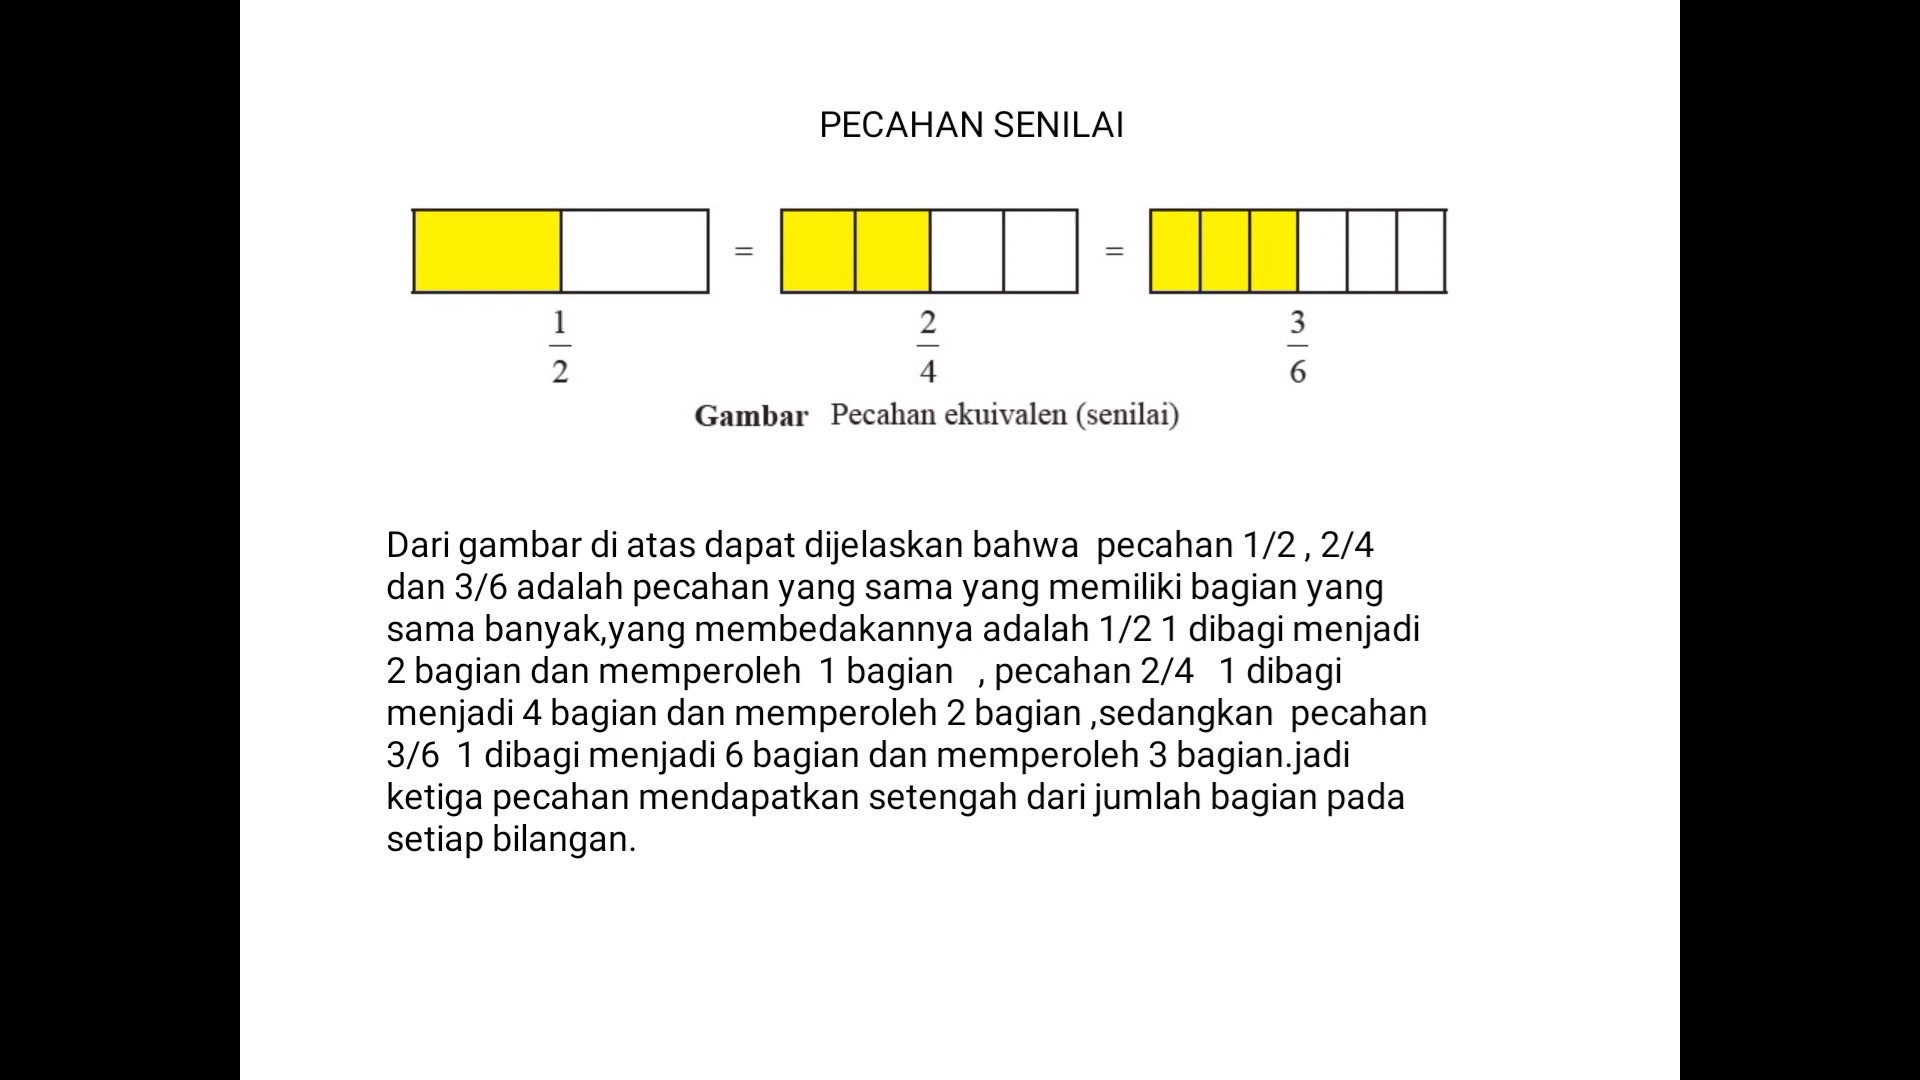 PECAHAN SENILAI
= =
1/2 2/4 3/6
Gambar Pecahan ekuivalen (senilai)
Dari gambar di atas dapat dijelaskan bahwa pecahan 1/2 , 2/4
dan 3/6 adalah pecahan yang sama yang memiliki bagian yang
sama banyak,yang membedakannya adalah 1/2 1 dibagi menjadi
2 bagian dan memperoleh 1 bagian , pecahan 2/4 1 dibagi
menjadi 4 bagian dan memperoleh 2 bagian ,sedangkan pecahan
3/6 1 dibagi menjadi 6 bagian dan memperoleh 3 bagian.jadi
ketiga pecahan mendapatkan setengah dari jumlah bagian pada
setiap bilangan.